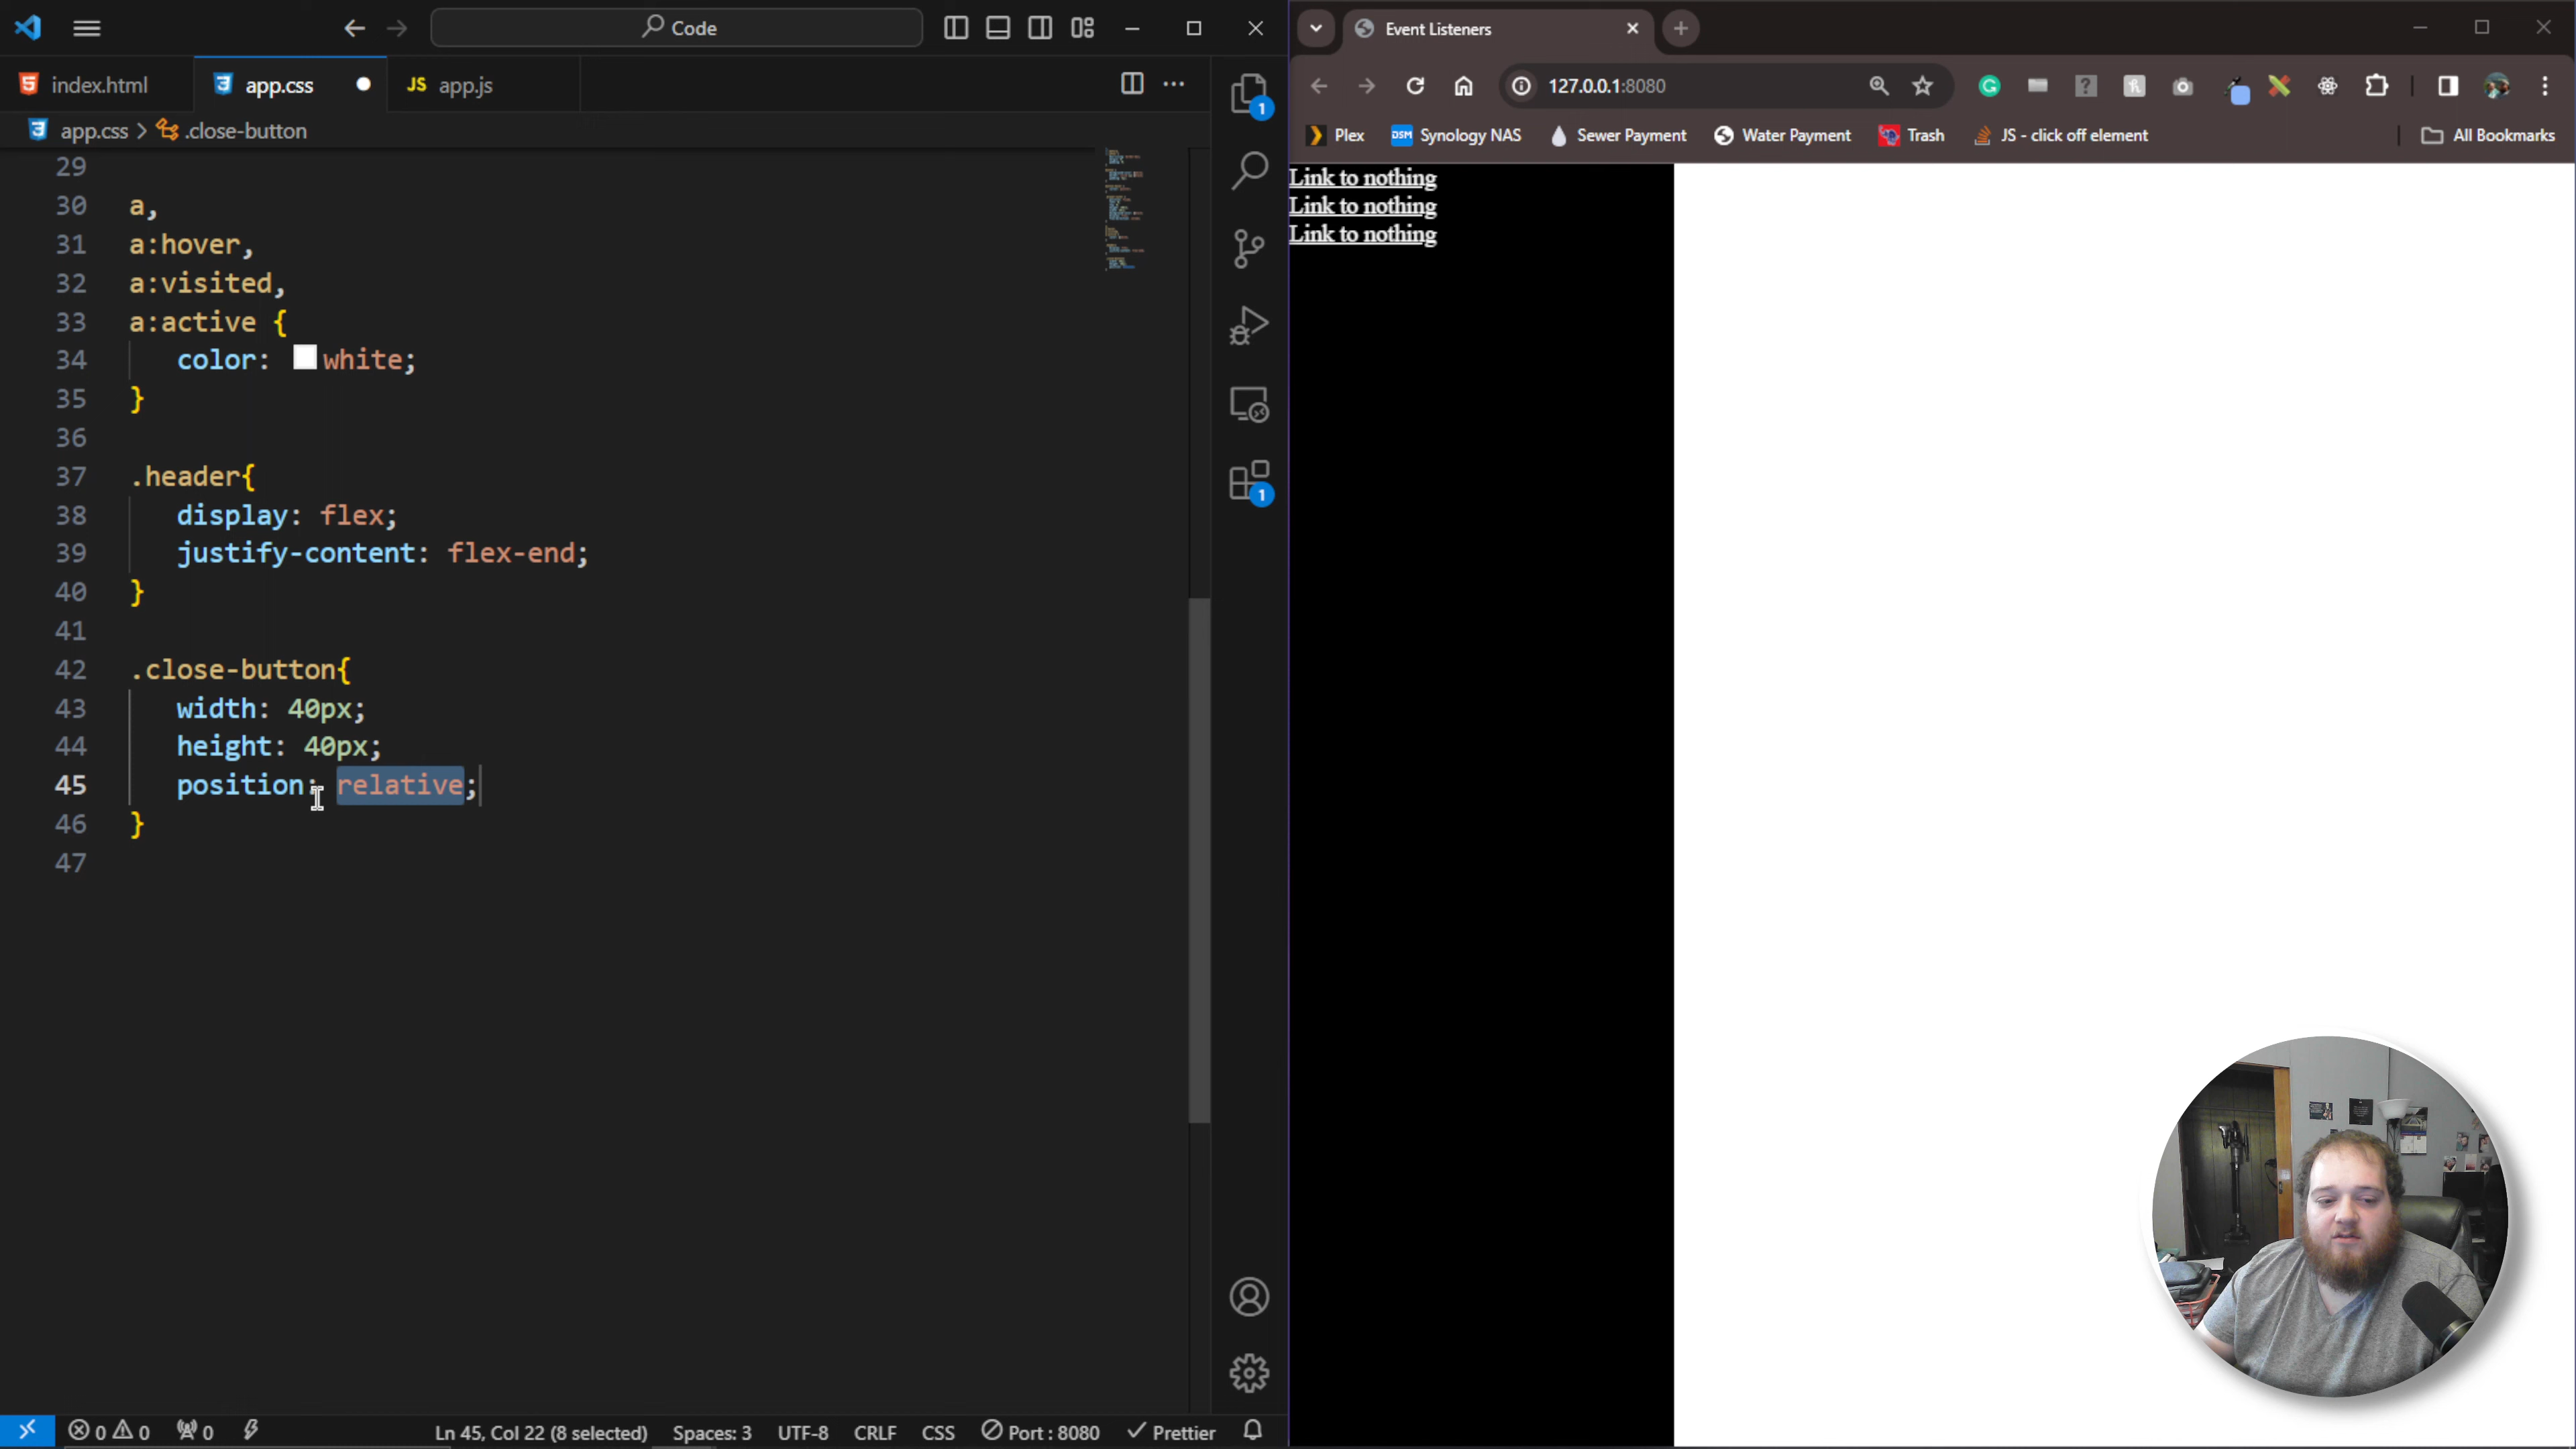 Code
index.html
app.css
JS app.js
app.css > .close-button
29
30 a,
31 a:hover,
32 a:visited,
33 a:active {
34 color: white;
35 }
36
37 .header{
38 display: flex;
39 justify-content: flex-end;
40 }
41
42 .close-button{
43 width: 40px;
44 height: 40px;
45 position: relative;
46 }
47
1
1
0 0 0 Ln 45, Col 22 (8 selected) Spaces: 3 UTF-8 CRLF CSS Port : 8080 Prettier
Event Listeners
127.0.0.1:8080
Plex DSM Synology NAS Sewer Payment Water Payment Trash JS - click off element All Bookmarks
Link to nothing
Link to nothing
Link to nothing